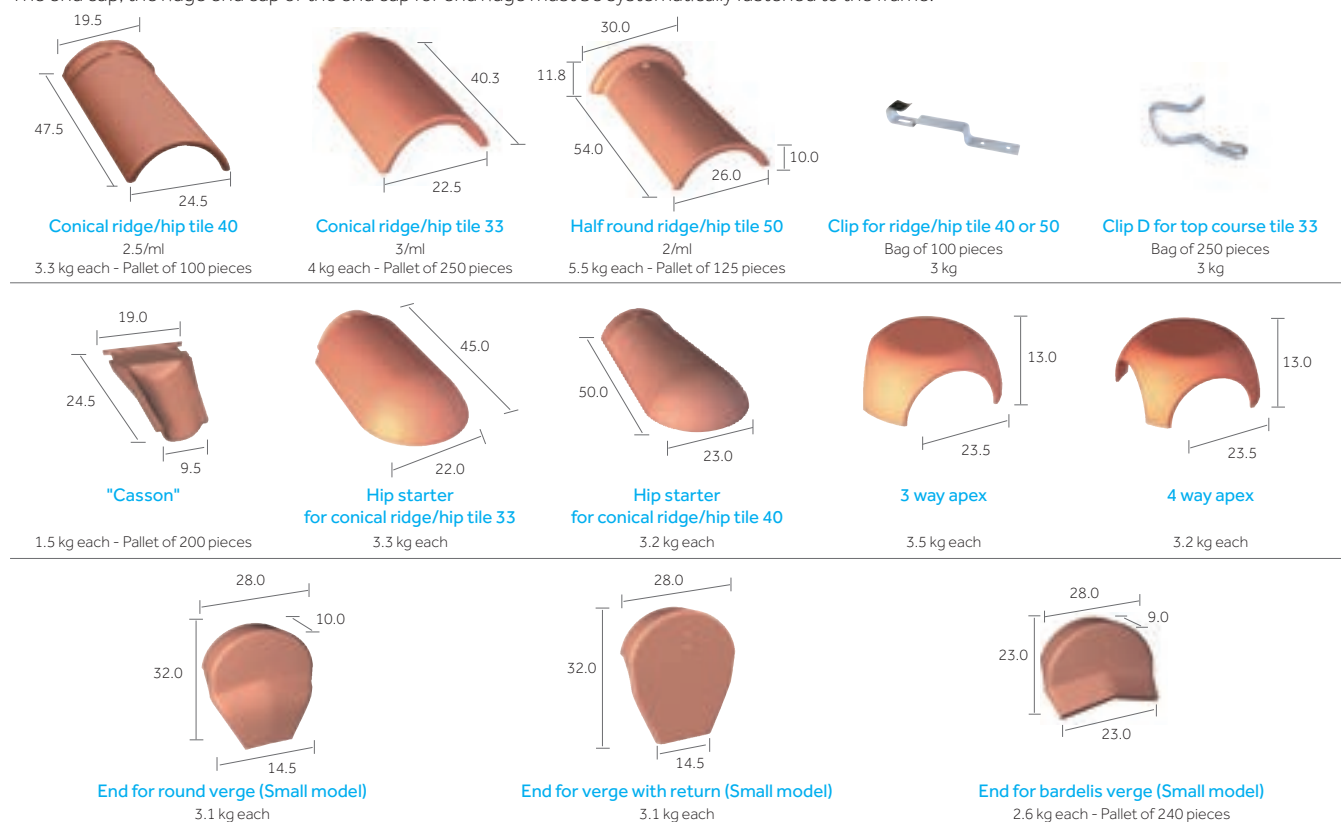 19.5
47.5
24.5
Conical ridge/hip tile 40
2.5/ml
3.3 kg each - Pallet of 100 pieces
40.3
22.5
Conical ridge/hip tile 33
3/ml
4 kg each - Pallet of 250 pieces
30.0
11.8
54.0
26.0
10.0
Half round ridge/hip tile 50
2/ml
5.5 kg each - Pallet of 125 pieces
Clip for ridge/hip tile 40 or 50
Bag of 100 pieces
3 kg
Clip D for top course tile 33
Bag of 250 pieces
3 kg
19.0
24.5
9.5
"Casson"
1.5 kg each - Pallet of 200 pieces
45.0
22.0
Hip starter
for conical ridge/hip tile 33
3.3 kg each
50.0
23.0
Hip starter
for conical ridge/hip tile 40
3.2 kg each
13.0
23.5
3 way apex
3.5 kg each
13.0
23.5
4 way apex
3.2 kg each
28.0
10.0
32.0
14.5
End for round verge (Small model)
3.1 kg each
28.0
32.0
14.5
End for verge with return (Small model)
3.1 kg each
28.0
9.0
23.0
23.0
End for bardelis verge (Small model)
2.6 kg each - Pallet of 240 pieces